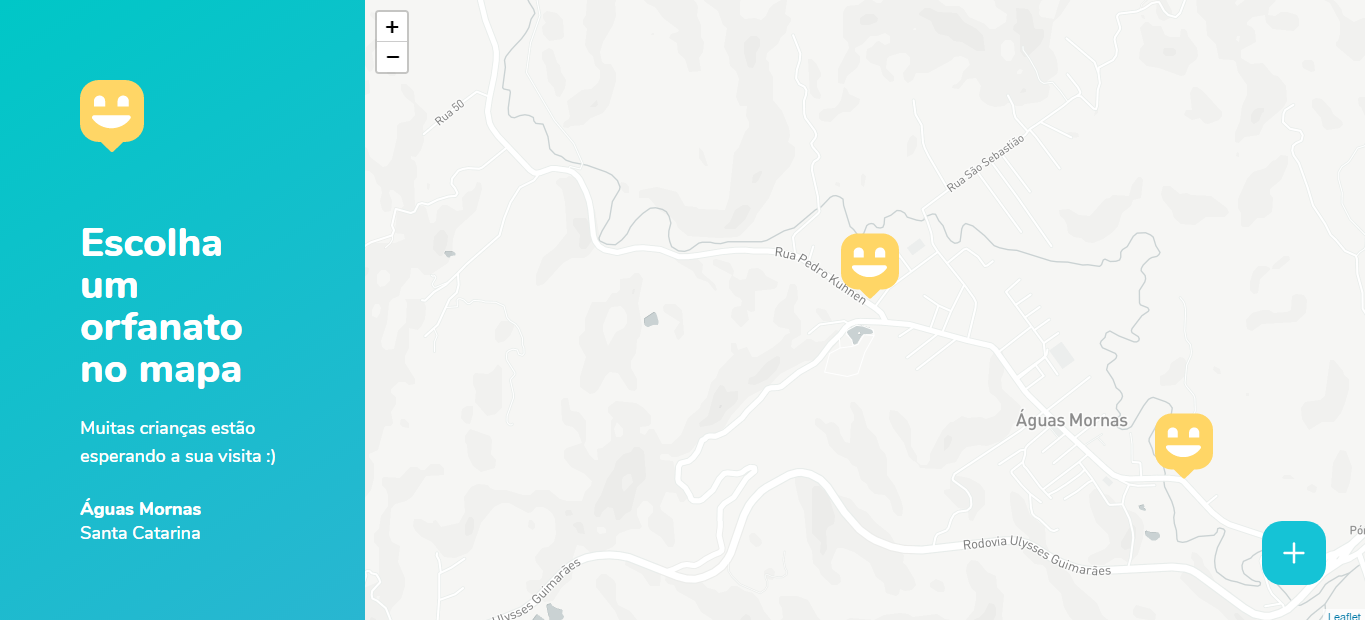 Escolha
um
orfanato
no mapa
Muitas crianças estão
esperando a sua visita :)
Águas Mornas
Santa Catarina
+
−
Rua 50
Rua São Sebastião
Rua Pedro Kuhnen
Águas Mornas
Rodovia Ulysses Guimarães
Ulysses Guimarães
+
Leaflet